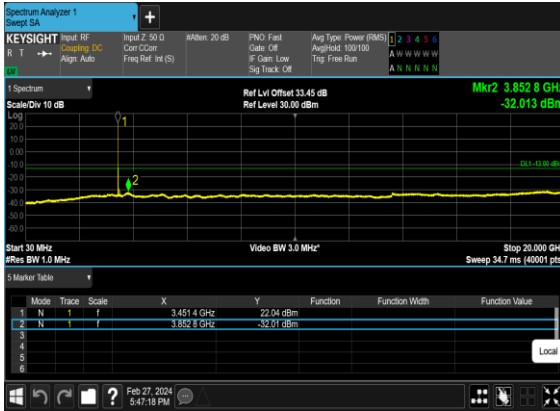 Spectrum Analyzer 1
Swept SA
+
KEYSIGHT Input: RF Input Z: 50 Ω #Atten: 20 dB PNO: Fast Avg Type: Power (RMS) 1 2 3 4 5 6
R T Coupling: DC Corr CCorr Gate: Off Avg|Hold: 100/100 A W W W W W
Align: Auto Freq Ref: Int (S) IF Gain: Low Trig: Free Run
Sig Track: Off A N N N N N
1 Spectrum Ref Lvl Offset 33.45 dB Mkr2 3.852 8 GHz
Scale/Div 10 dB Ref Level 30.00 dBm -32.013 dBm
Log
20.0
10.0
0.00
-10.0
-20.0
-30.0
-40.0
-50.0
-60.0
1
2
DL1 -13.00 dBm
Start 30 MHz Video BW 3.0 MHz* Stop 20.000 GHz
#Res BW 1.0 MHz Sweep 34.7 ms (40001 pts)
5 Marker Table
Mode Trace Scale X Y Function Function Width Function Value
1 N 1 f 3.451 4 GHz 22.04 dBm
2 N 1 f 3.852 8 GHz -32.01 dBm
3
4
5
6
Local
? Feb 27, 2024
5:47:18 PM